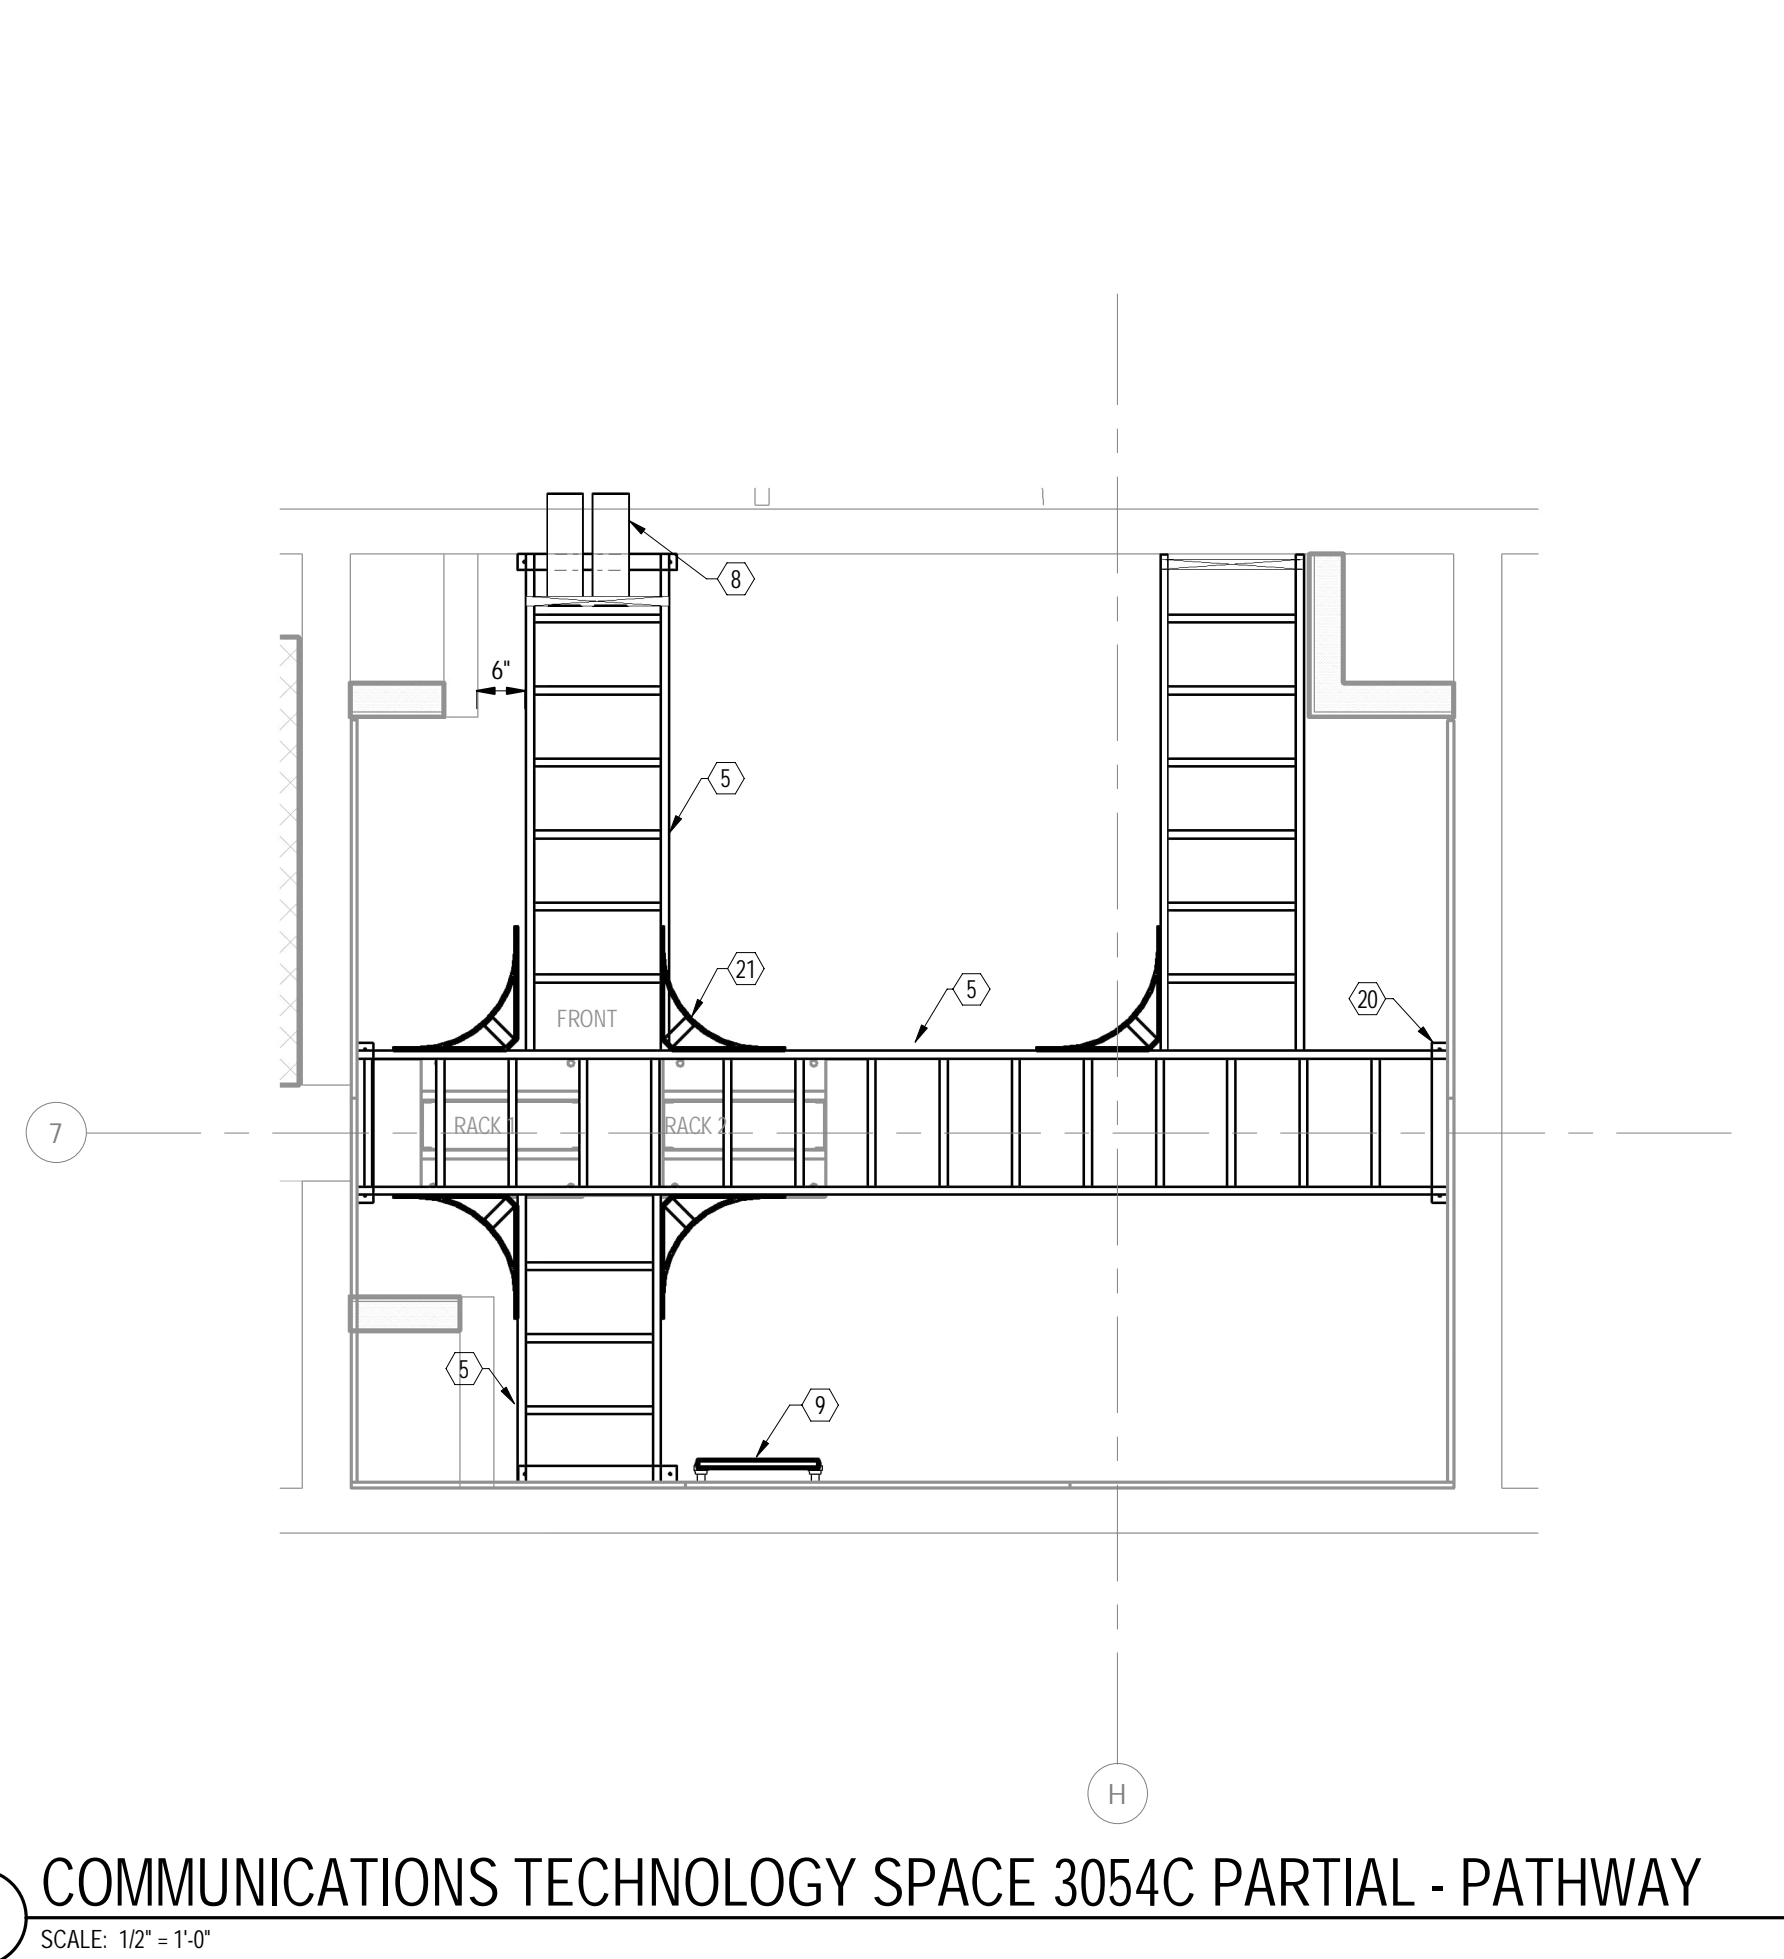 8
6"
5
21
5
20
FRONT
7
RACK 1
RACK 2
5
9
H
COMMUNICATIONS TECHNOLOGY SPACE 3054C PARTIAL - PATHWAY
SCALE: 1/2" = 1'-0"